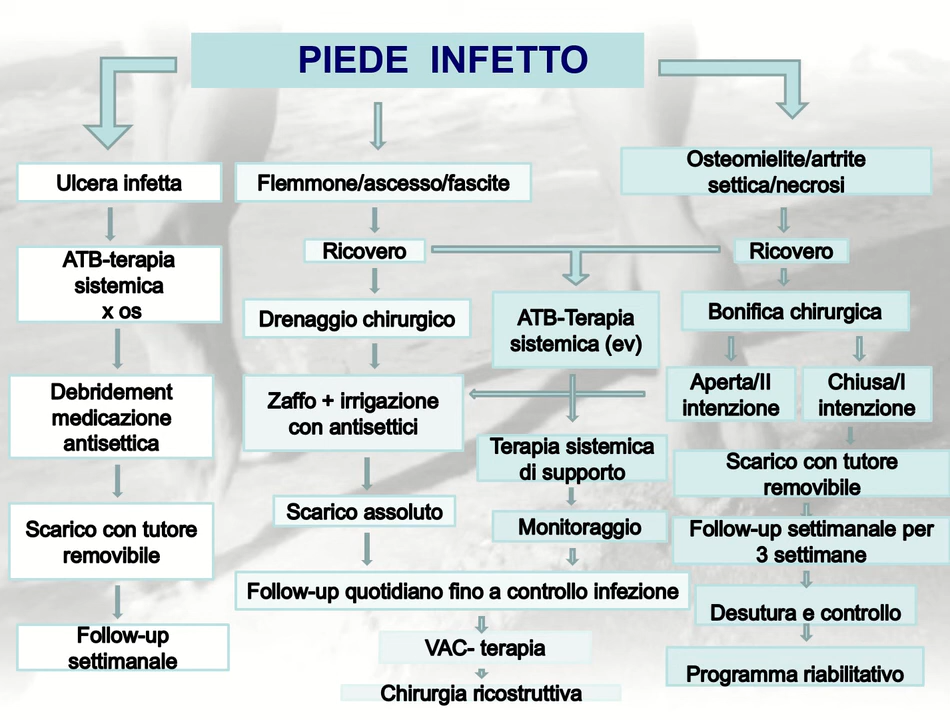 PIEDE INFETTO
Ulcera infetta
ATB-terapia
sistemica
x os
Debridement
medicazione
antisettica
Scarico con tutore
removibile
Follow-up
settimanale
Flemmone/ascesso/fascite
Ricovero
Drenaggio chirurgico
Zaffo + irrigazione
con antisettici
Scarico assoluto
ATB-Terapia
sistemica (ev)
Terapia sistemica
di supporto
Monitoraggio
Follow-up quotidiano fino a controllo infezione
VAC- terapia
Chirurgia ricostruttiva
Osteomielite/artrite
settica/necrosi
Ricovero
Bonifica chirurgica
Aperta/II
intenzione
Chiusa/I
intenzione
Scarico con tutore
removibile
Follow-up settimanale per
3 settimane
Desutura e controllo
Programma riabilitativo